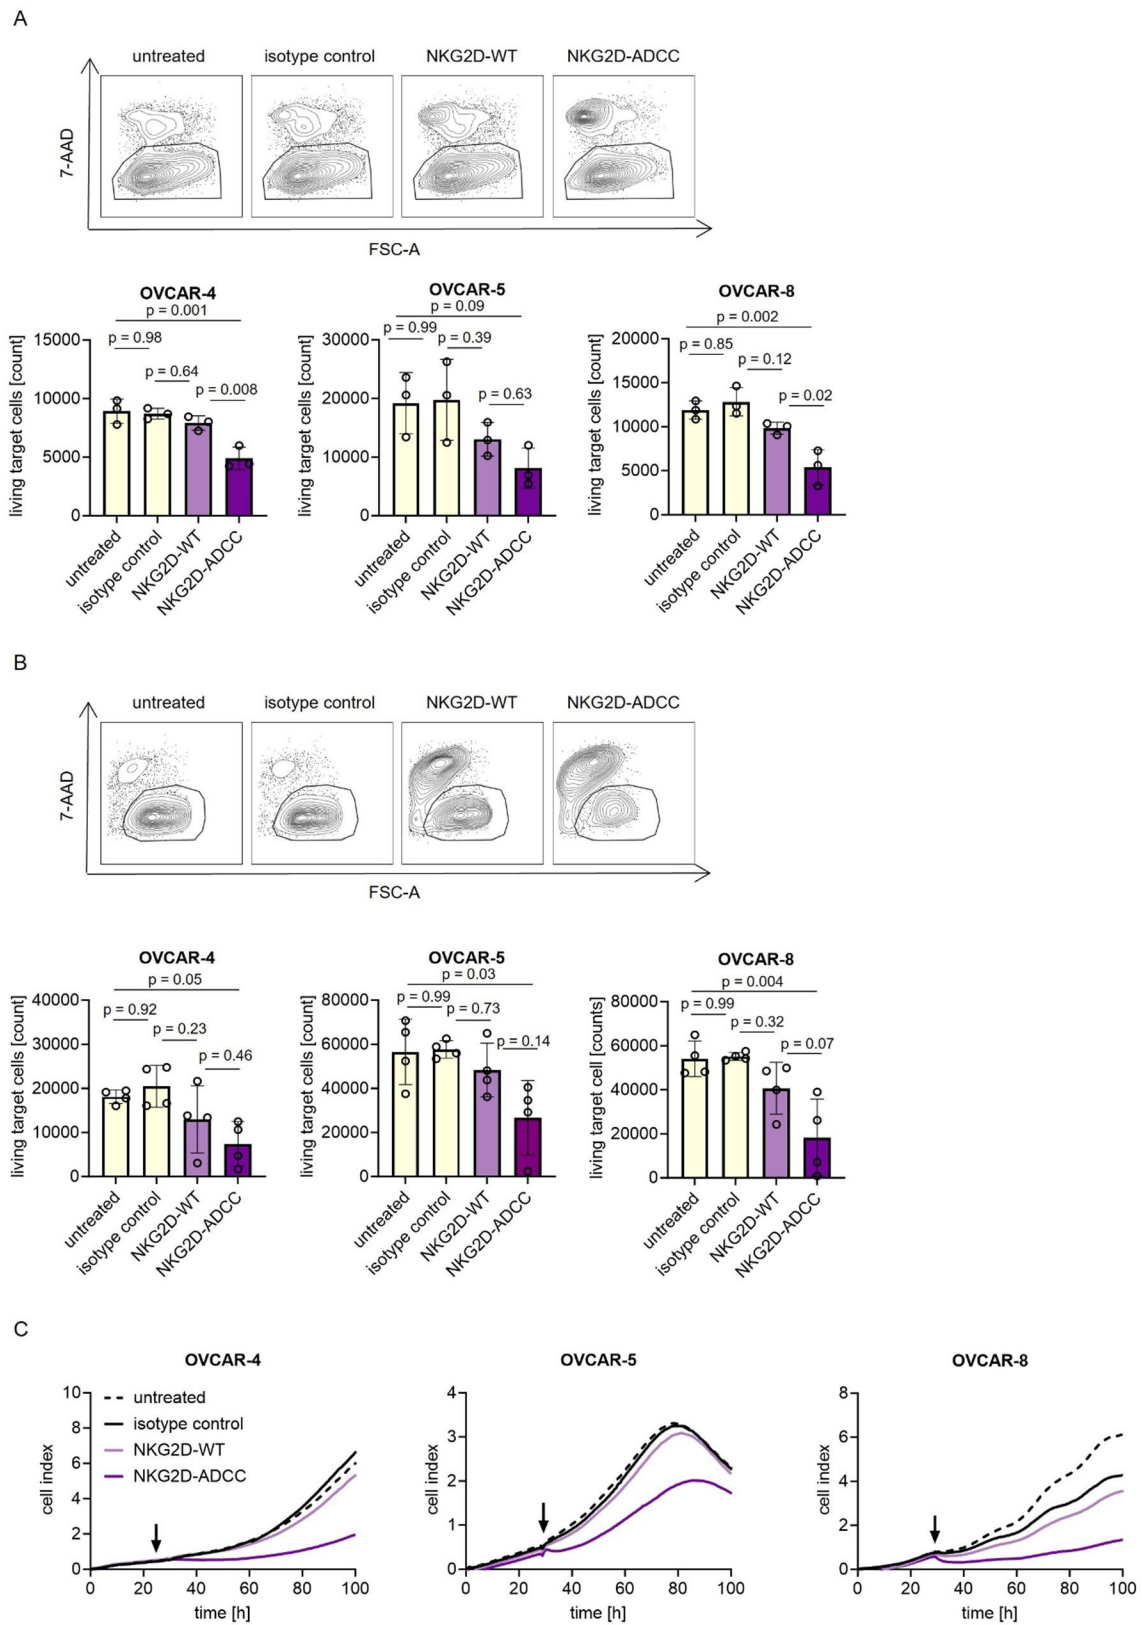 A
untreated isotype control NKG2D-WT NKG2D-ADCC
7-AAD
FSC-A
OVCAR-4 OVCAR-5 OVCAR-8
p = 0.001 p = 0.09 p = 0.002
p = 0.98 p = 0.99 p = 0.85
p = 0.64 p = 0.39 p = 0.12
p = 0.008 p = 0.63 p = 0.02
living target cells [count] living target cells [count] living target cells [count]
15000 30000 20000
10000 20000 15000
5000 10000 10000
0 0 5000
0
untreated isotype control NKG2D-WT NKG2D-ADCC
untreated isotype control NKG2D-WT NKG2D-ADCC
untreated isotype control NKG2D-WT NKG2D-ADCC
B
untreated isotype control NKG2D-WT NKG2D-ADCC
7-AAD
FSC-A
OVCAR-4 OVCAR-5 OVCAR-8
p = 0.05 p = 0.03 p = 0.004
p = 0.92 p = 0.99 p = 0.99
p = 0.23 p = 0.73 p = 0.32
p = 0.46 p = 0.14 p = 0.07
living target cells [count] living target cells [count] living target cell [counts]
40000 80000 80000
30000 60000 60000
20000 40000 40000
10000 20000 20000
0 0 0
untreated isotype control NKG2D-WT NKG2D-ADCC
untreated isotype control NKG2D-WT NKG2D-ADCC
untreated isotype control NKG2D-WT NKG2D-ADCC
C
OVCAR-4 OVCAR-5 OVCAR-8
untreated
isotype control
NKG2D-WT
NKG2D-ADCC
cell index cell index cell index
10 4 8
8 3 6
6 2 4
4 1 2
2 0 0
0
0 20 40 60 80 100 0 20 40 60 80 100 0 20 40 60 80 100
time [h] time [h] time [h]